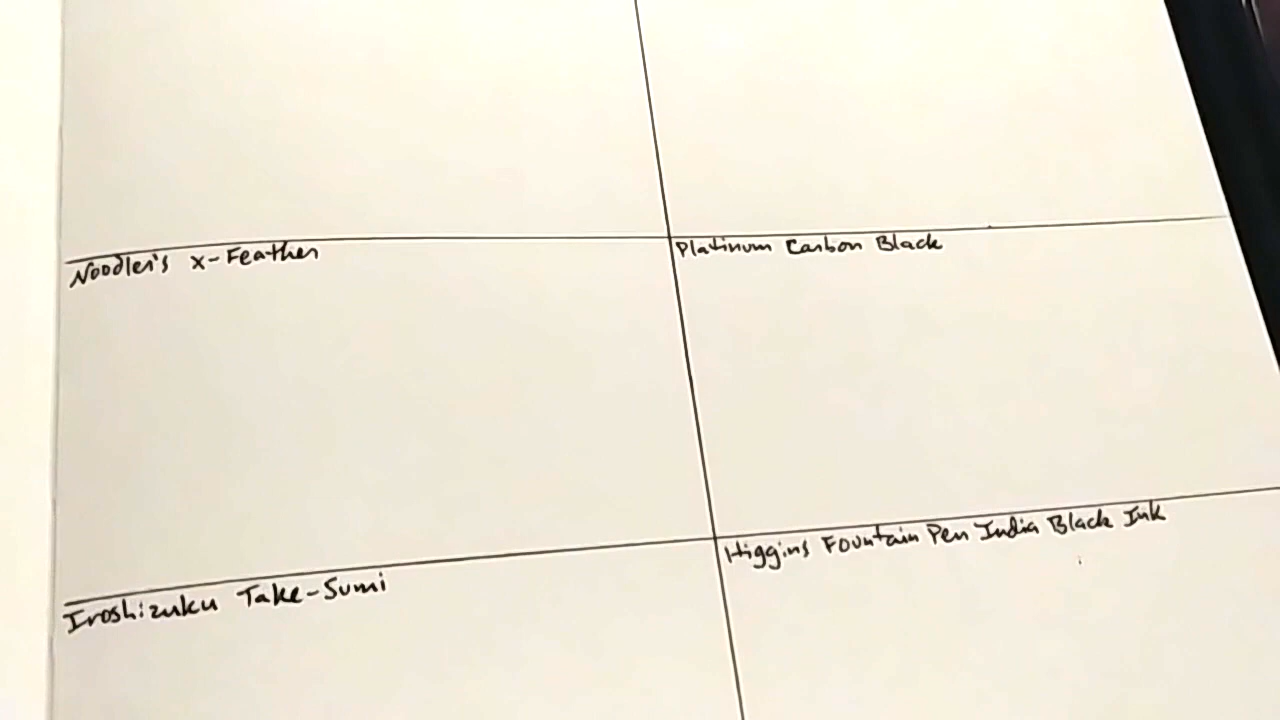 Noodler's X-Feather
Platinum Carbon Black
Iroshizuku Take-Sumi
Higgins Fountain Pen India Black Ink